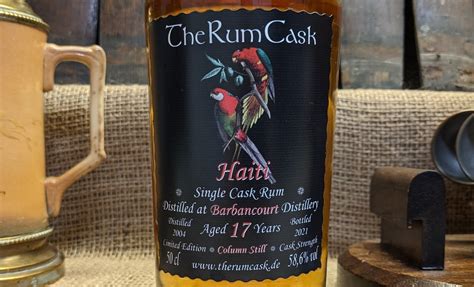 The Rum Cask
Haiti
Single Cask Rum
Distilled at Barbancourt Distillery
Distilled Bottled
2004 Aged 17 Years 2021
Limited Edition * Column Still * Cask Strength
50 cl www.therumcask.de 58,6% vol